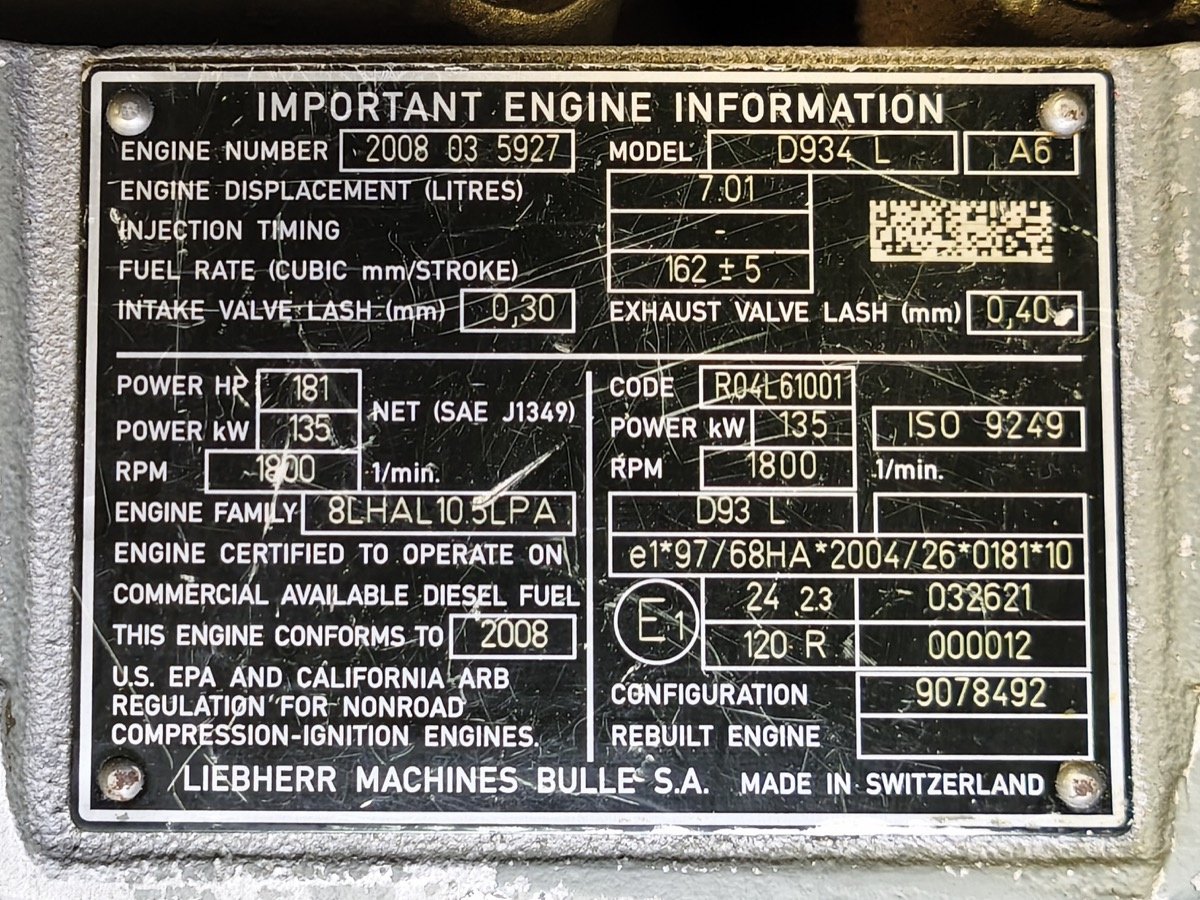 IMPORTANT ENGINE INFORMATION
ENGINE NUMBER 2008 03 5927 MODEL D934 L A6
ENGINE DISPLACEMENT (LITRES) 7.01
INJECTION TIMING -
FUEL RATE (CUBIC mm/STROKE) 162 ± 5
INTAKE VALVE LASH (mm) 0,30 EXHAUST VALVE LASH (mm) 0,40
POWER HP 181
POWER kW 135
NET (SAE J1349)
RPM 1800 1/min.
ENGINE FAMILY 8LHAL10.5LPA
ENGINE CERTIFIED TO OPERATE ON
COMMERCIAL AVAILABLE DIESEL FUEL
THIS ENGINE CONFORMS TO 2008
U.S. EPA AND CALIFORNIA ARB
REGULATION FOR NONROAD
COMPRESSION-IGNITION ENGINES.
CODE R04L61001
POWER kW 135 ISO 9249
RPM 1800 1/min.
D93 L
e1*97/68HA*2004/26*0181*10
E1
24 23 032621
120 R 000012
CONFIGURATION 9078492
REBUILT ENGINE
LIEBHERR MACHINES BULLE S.A. MADE IN SWITZERLAND